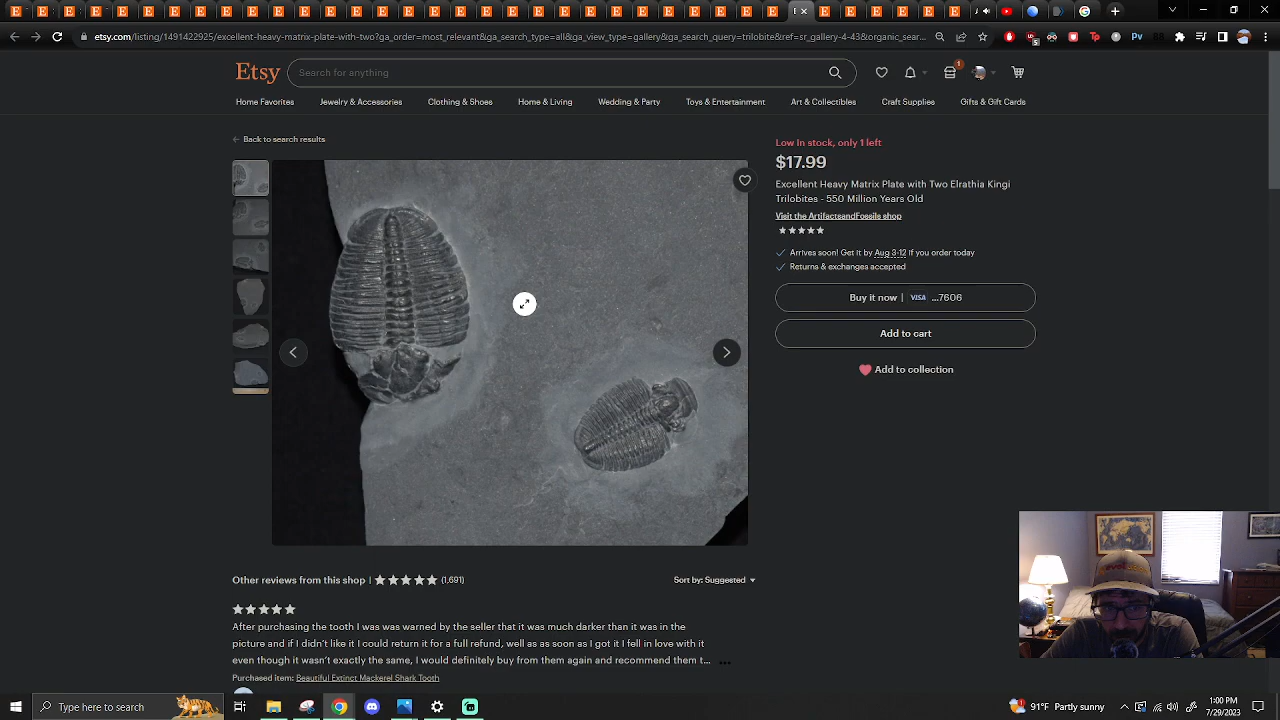 etsy.com/listing/1491422925/excellent-heavy-matrix-plate-with-two?ga_order=most_relevant&ga_search_type=all&ga_view_type=gallery&ga_search_query=trilobite&ref=sr_gallery-4-43&organic_sear...
Etsy
Search for anything
1
Home Favorites
Jewelry & Accessories
Clothing & Shoes
Home & Living
Wedding & Party
Toys & Entertainment
Art & Collectibles
Craft Supplies
Gifts & Gift Cards
Back to search results
Low in stock, only 1 left
$17.99
Excellent Heavy Matrix Plate with Two Elrathia Kingi
Trilobites - 550 Million Years Old
Visit the ArtifactsandFossils shop
Arrives soon! Get it by Aug 3-12 if you order today
Returns & exchanges accepted
Buy it now | VISA ...7606
Add to cart
Add to collection
Other reviews from this shop | (1,691)
Sort by: Suggested
After purchasing the tooth I was was warned by the seller that it was much darker than it was in the
picture and if I didn't like it I could return it for a full refund, well as as soon as I got it I fell in love with it
even though it wasn't exactly the same, I would definitely buy from them again and recommend them t...
Purchased item: Beautiful Extinct Mackerel Shark Tooth
Type here to search
91°F Partly sunny
1:00 PM
7/29/2023